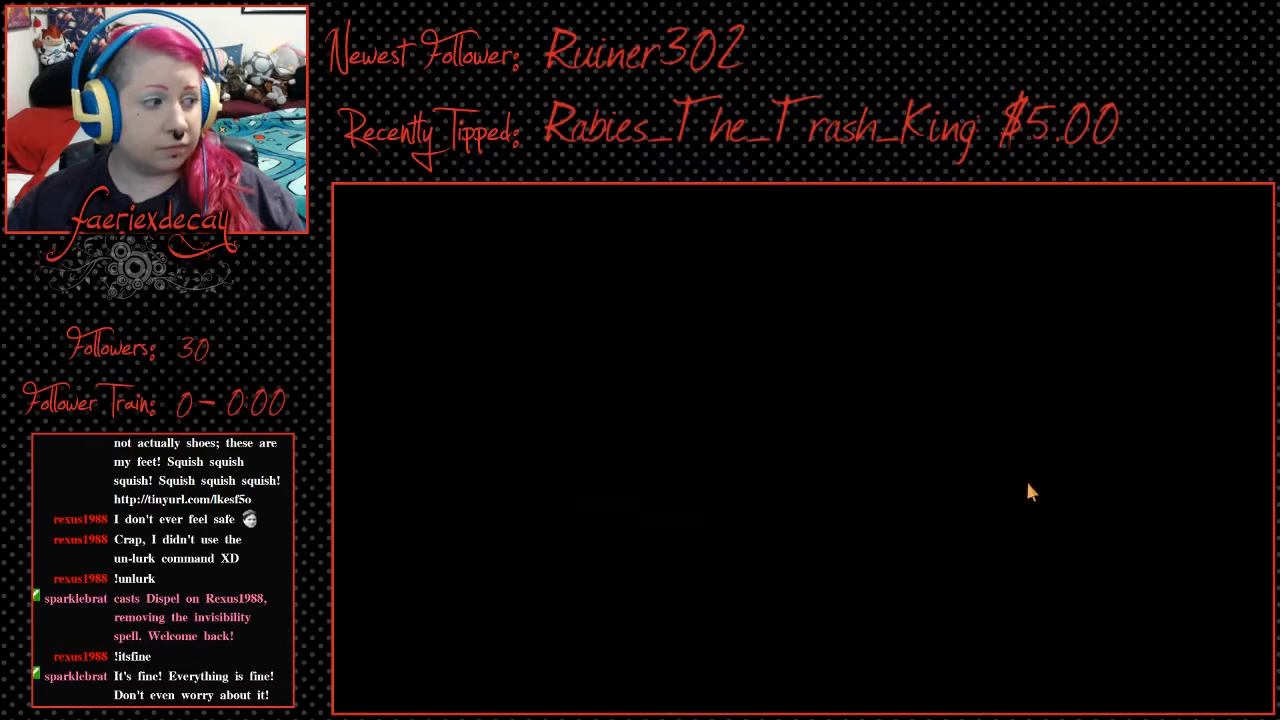 Newest Follower: Ruiner302
Recently Tipped: Rabies_The_Trash_King $5.00
faeriexdecay
Followers: 30
Follower Train: 0 - 0:00
not actually shoes; these are
my feet! Squish squish
squish! Squish squish squish!
http://tinyurl.com/lkesf5o
rexus1988 I don't ever feel safe
rexus1988 Crap, I didn't use the
un-lurk command XD
rexus1988 !unlurk
sparklebrat casts Dispel on Rexus1988,
removing the invisibility
spell. Welcome back!
rexus1988 !itsfine
sparklebrat It's fine! Everything is fine!
Don't even worry about it!